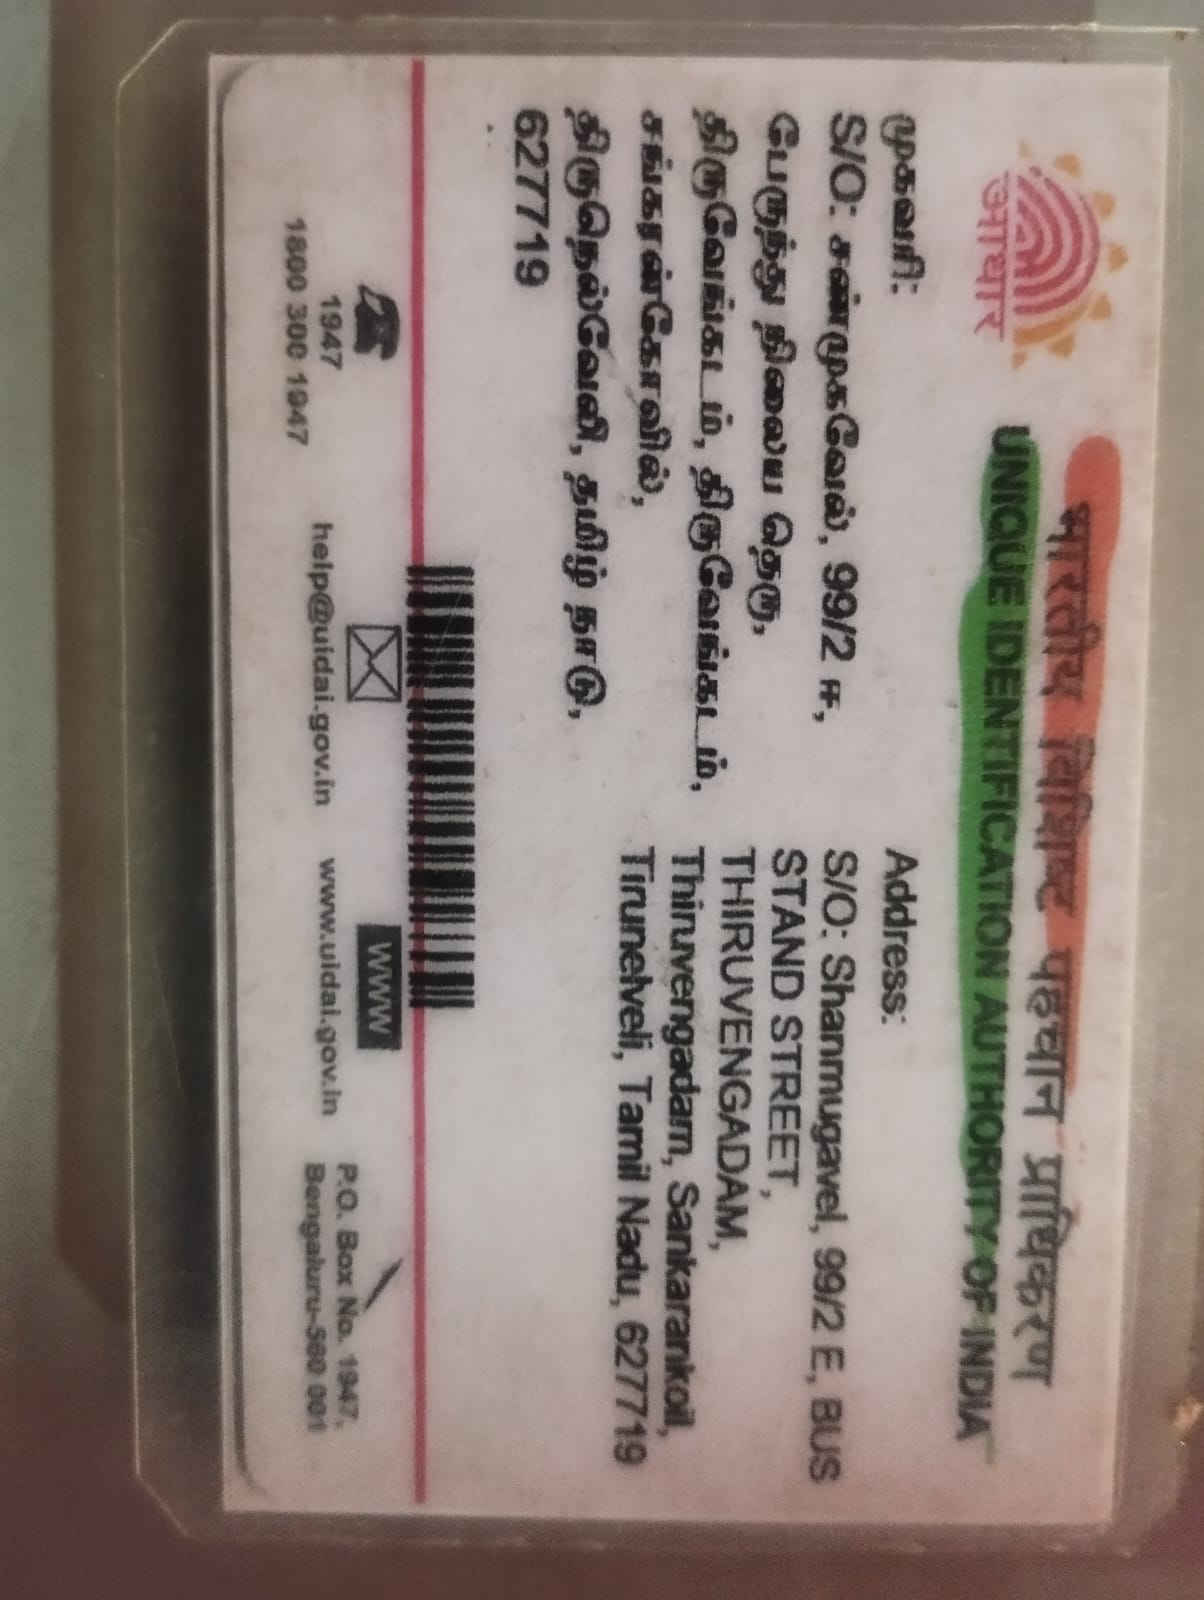 भारतीय विशिष्ट पहचान प्राधिकरण
UNIQUE IDENTIFICATION AUTHORITY OF INDIA
आधार
முகவரி:
S/O: சண்முகவேல், 99/2 ஈ,
பேருந்து நிலைய தெரு,
திருவேங்கடம், திருவேங்கடம்,
சங்கரன்கோவில்,
திருநெல்வேலி, தமிழ் நாடு,
627719
Address:
S/O: Shanmugavel, 99/2 E, BUS
STAND STREET,
THIRUVENGADAM,
Thiruvengadam, Sankarankoil,
Tirunelveli, Tamil Nadu, 627719
1947
1800 300 1947
help@uidai.gov.in
www
www.uidai.gov.in
P.O. Box No. 1947,
Bengaluru-560 001